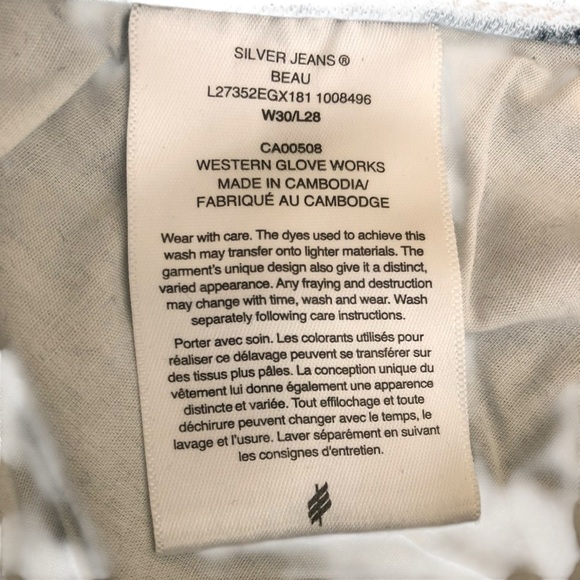 SILVER JEANS®
BEAU
L27352EGX181 1008496
W30/L28
CA00508
WESTERN GLOVE WORKS
MADE IN CAMBODIA/
FABRIQUÉ AU CAMBODGE
Wear with care. The dyes used to achieve this
wash may transfer onto lighter materials. The
garment's unique design also give it a distinct,
varied appearance. Any fraying and destruction
may change with time, wash and wear. Wash
separately following care instructions.
Porter avec soin. Les colorants utilisés pour
réaliser ce délavage peuvent se transférer sur
des tissus plus pâles. La conception unique du
vêtement lui donne également une apparence
distincte et variée. Tout effilochage et toute
déchirure peuvent changer avec le temps, le
lavage et l'usure. Laver séparément en suivant
les consignes d'entretien.